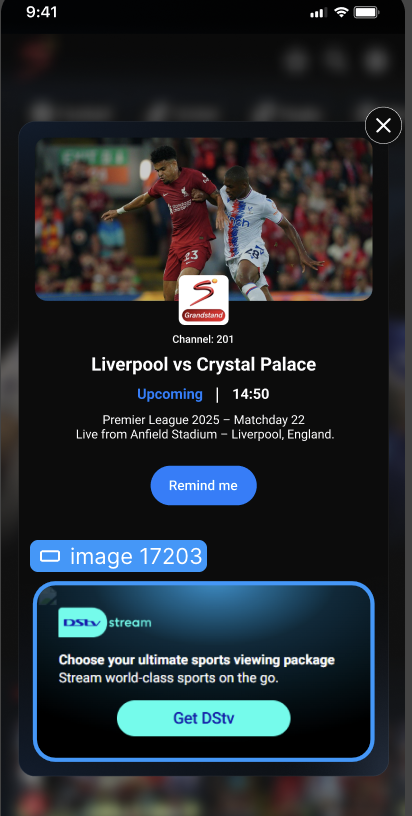 9:41
Grandstand
Channel: 201
Liverpool vs Crystal Palace
Upcoming | 14:50
Premier League 2025 – Matchday 22
Live from Anfield Stadium – Liverpool, England.
Remind me
image 17203
DStv stream
Choose your ultimate sports viewing package
Stream world-class sports on the go.
Get DStv